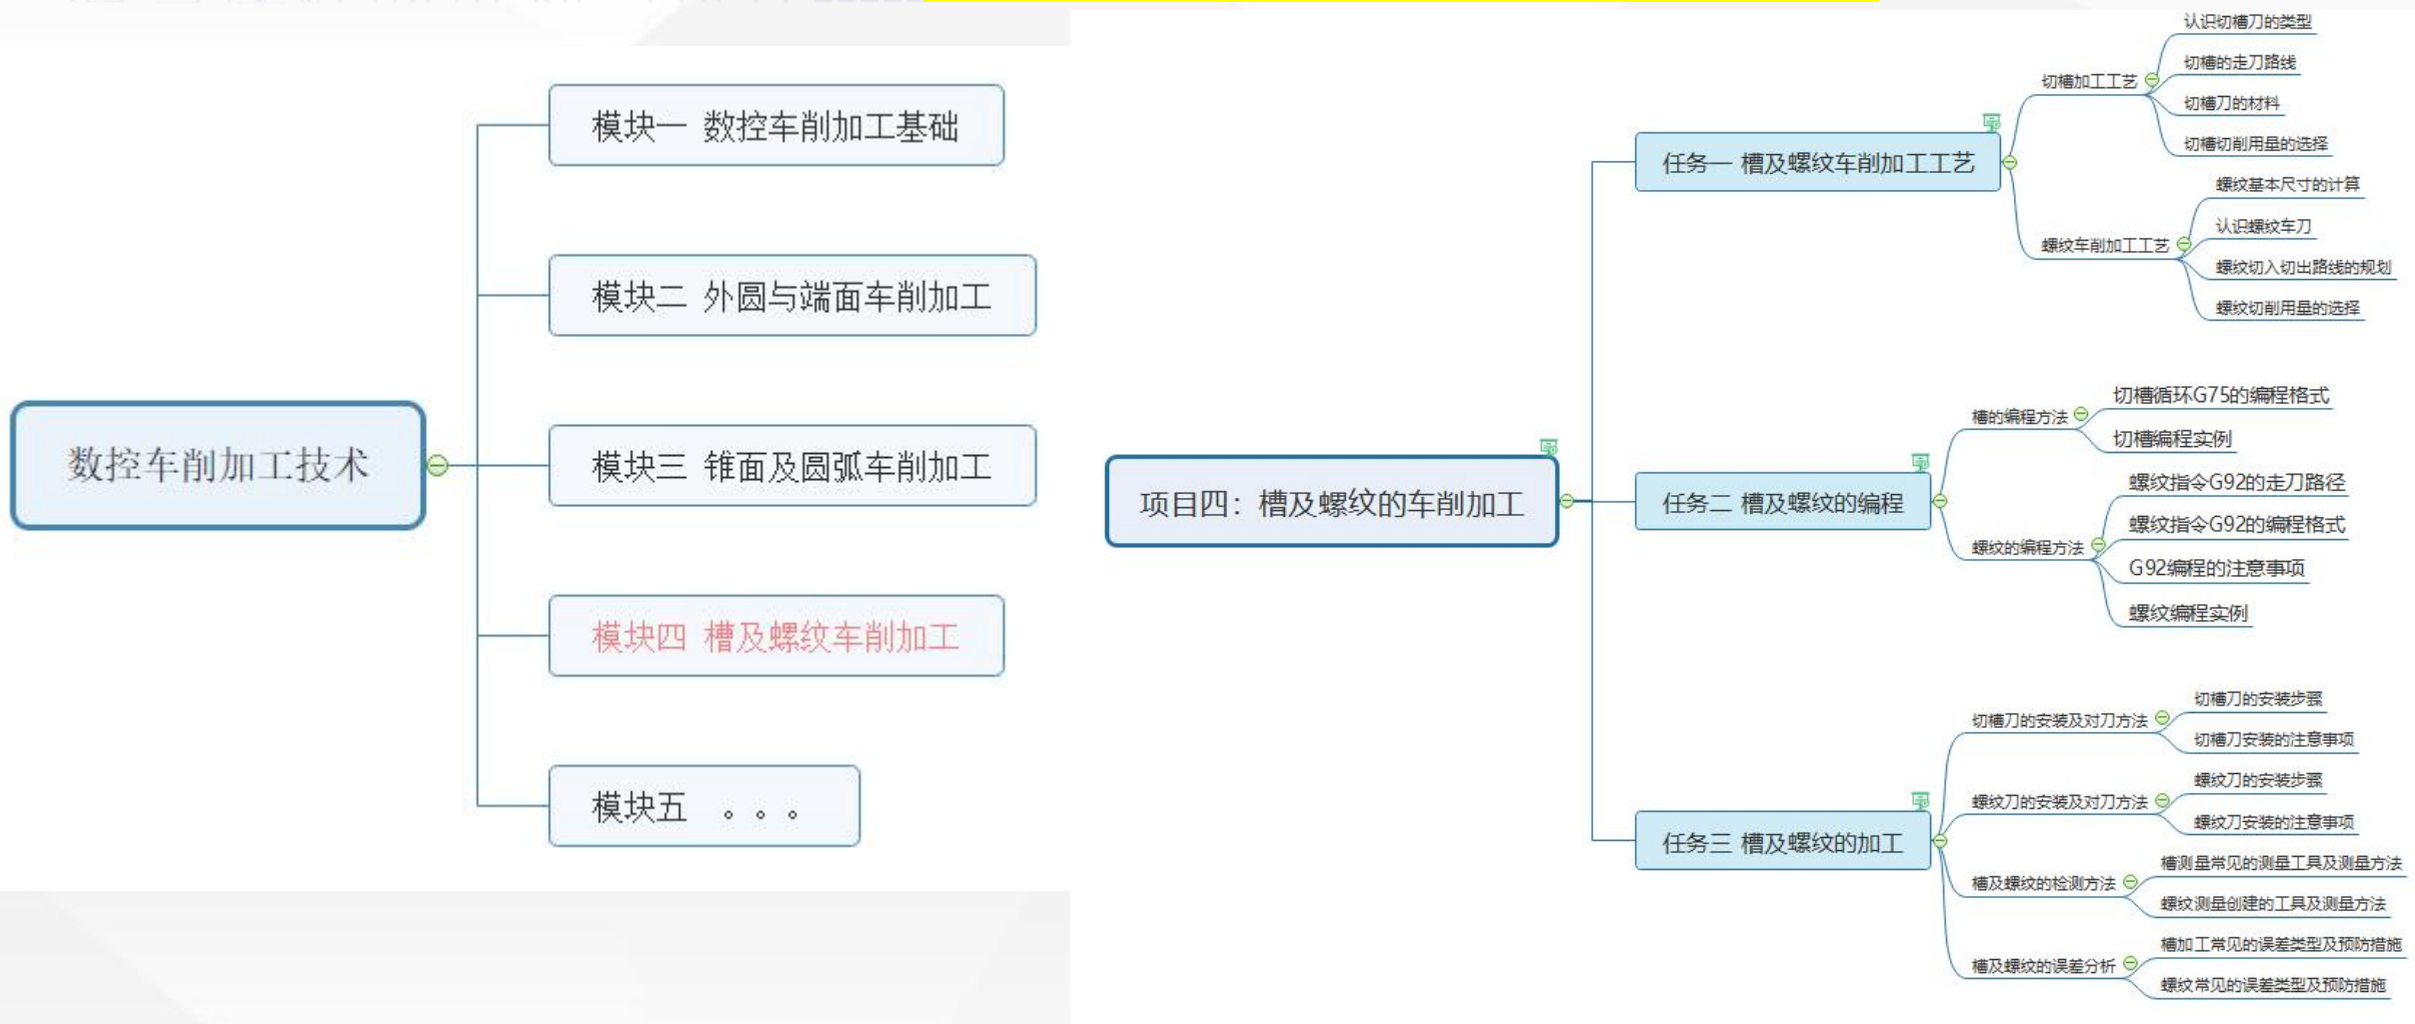 数控车削加工技术
模块一 数控车削加工基础
模块二 外圆与端面车削加工
模块三 锥面及圆弧车削加工
模块四 槽及螺纹车削加工
模块五 。。。
项目四：槽及螺纹的车削加工
任务一 槽及螺纹车削加工工艺
切槽加工工艺
认识切槽刀的类型
切槽的走刀路线
切槽刀的材料
切槽切削用量的选择
螺纹车削加工工艺
螺纹基本尺寸的计算
认识螺纹车刀
螺纹切入切出路线的规划
螺纹切削用量的选择
任务二 槽及螺纹的编程
槽的编程方法
切槽循环G75的编程格式
切槽编程实例
螺纹的编程方法
螺纹指令G92的走刀路径
螺纹指令G92的编程格式
G92编程的注意事项
螺纹编程实例
任务三 槽及螺纹的加工
切槽刀的安装及对刀方法
切槽刀的安装步骤
切槽刀安装的注意事项
螺纹刀的安装及对刀方法
螺纹刀的安装步骤
螺纹刀安装的注意事项
槽及螺纹的检测方法
槽测量常见的测量工具及测量方法
螺纹测量创建的工具及测量方法
槽及螺纹的误差分析
槽加工常见的误差类型及预防措施
螺纹常见的误差类型及预防措施